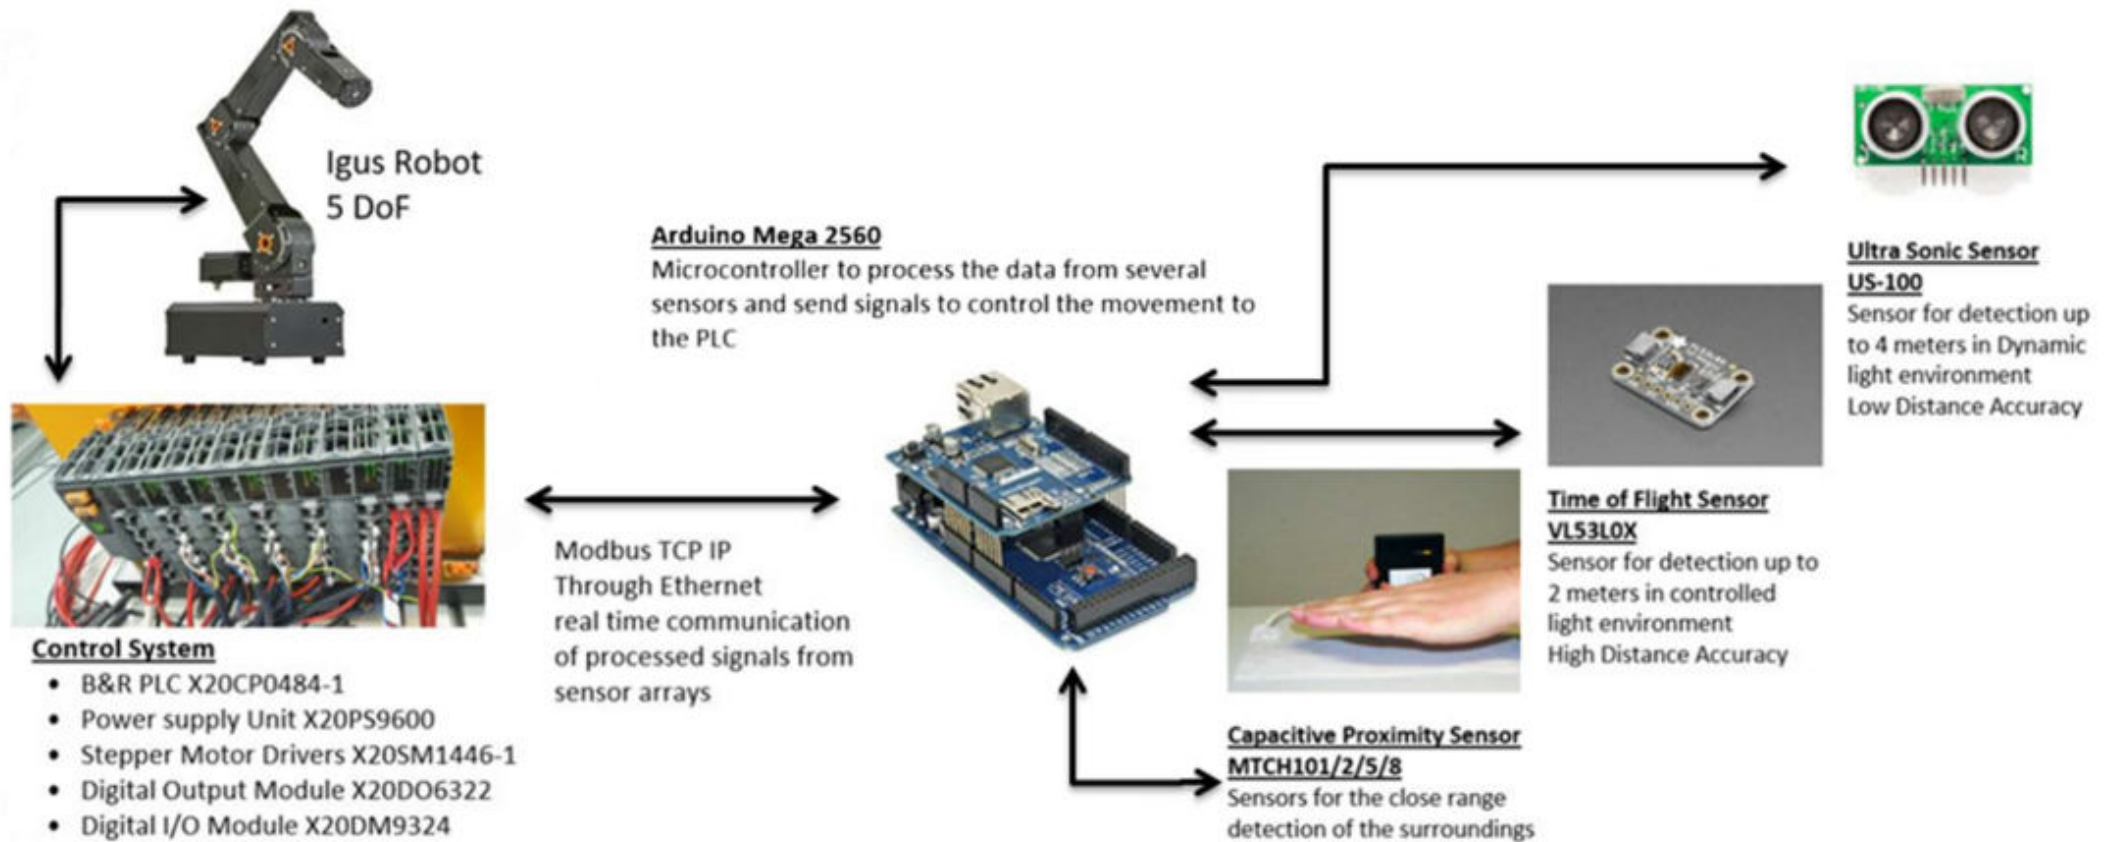 Igus Robot
5 DoF
Arduino Mega 2560
Microcontroller to process the data from several
sensors and send signals to control the movement to
the PLC
Ultra Sonic Sensor
US-100
Sensor for detection up
to 4 meters in Dynamic
light environment
Low Distance Accuracy
Time of Flight Sensor
VL53L0X
Sensor for detection up to
2 meters in controlled
light environment
High Distance Accuracy
Modbus TCP IP
Through Ethernet
real time communication
of processed signals from
sensor arrays
Control System
• B&R PLC X20CP0484-1
• Power supply Unit X20PS9600
• Stepper Motor Drivers X20SM1446-1
• Digital Output Module X20DO6322
• Digital I/O Module X20DM9324
Capacitive Proximity Sensor
MTCH101/2/5/8
Sensors for the close range
detection of the surroundings